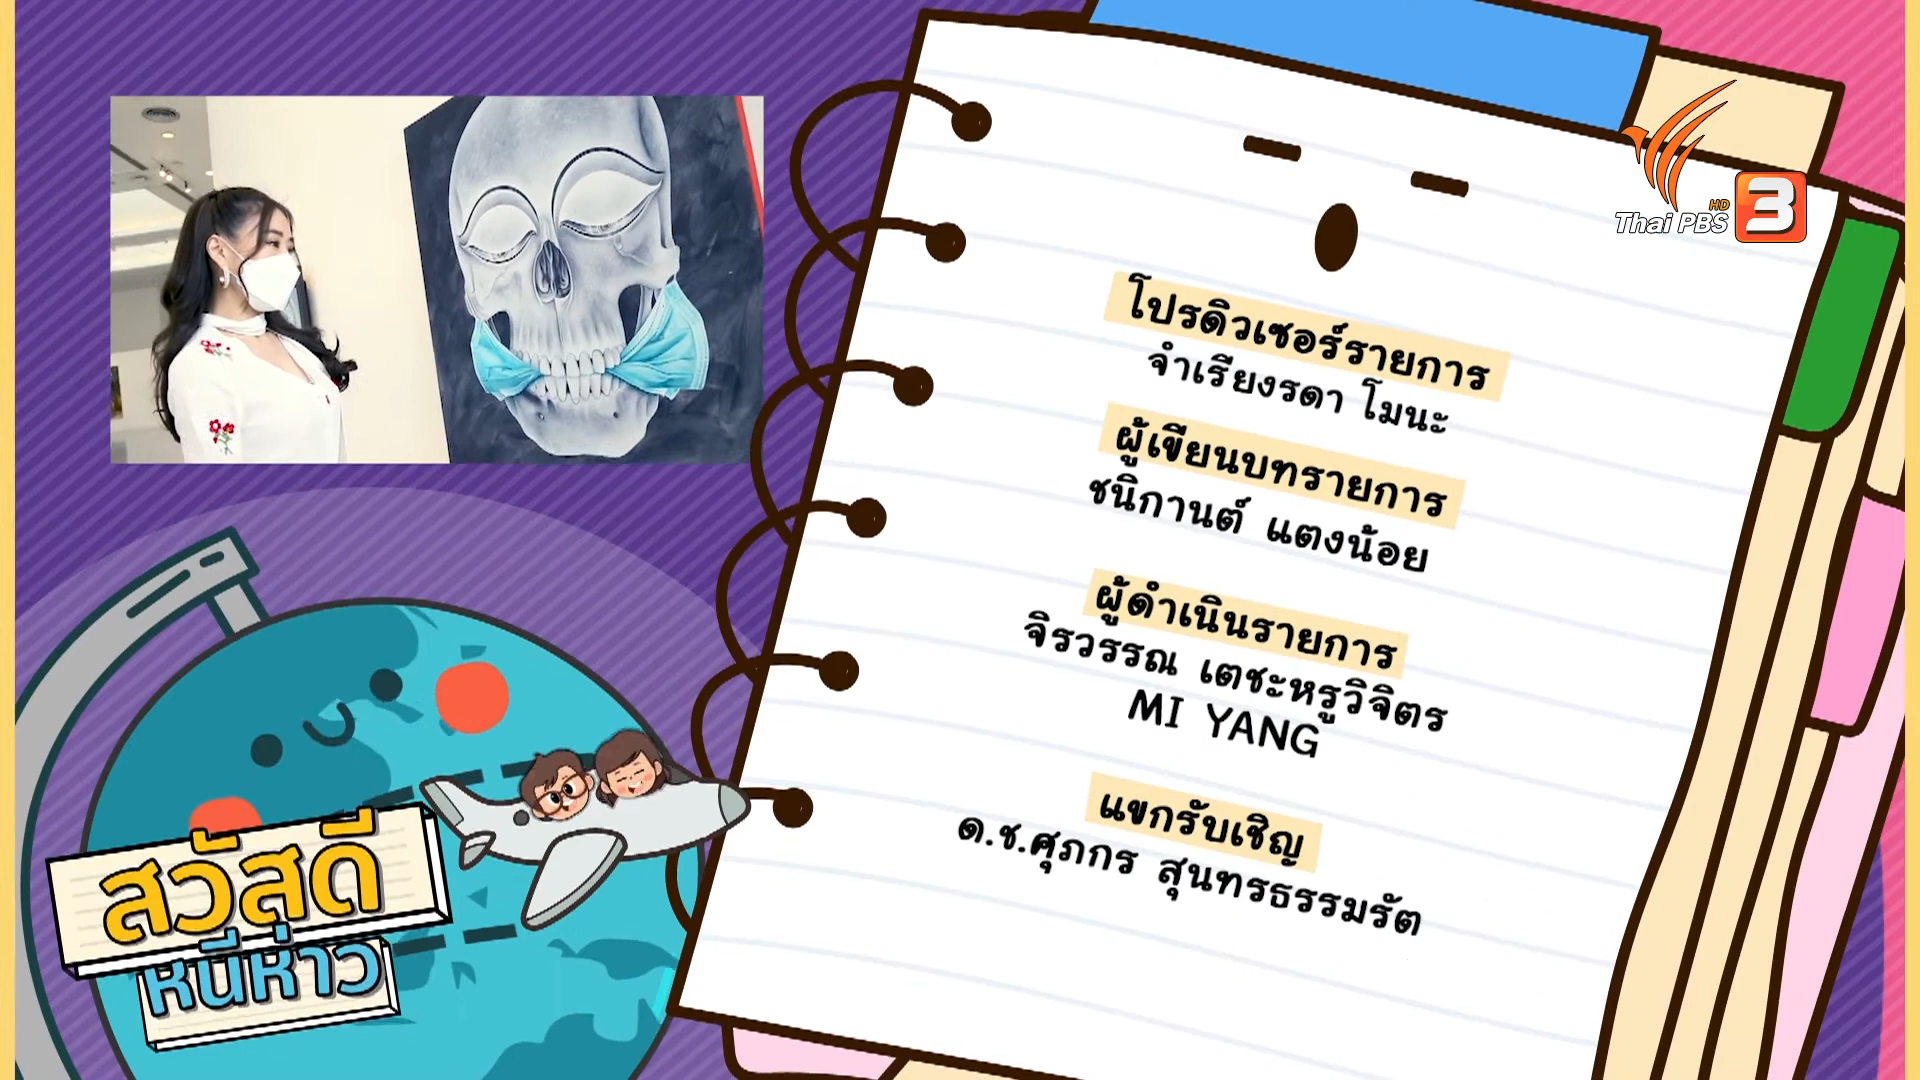 HD
Thai PBS 3
โปรดิวเซอร์รายการ
จำเรียงรดา โมนะ
ผู้เขียนบทรายการ
ชนิกานต์ แตงน้อย
ผู้ดำเนินรายการ
จิรวรรณ เตชะหรูวิจิตร
MI YANG
แขกรับเชิญ
ด.ช.ศุภกร สุนทรธรรมรัต
สวัสดี
หนีห่าว